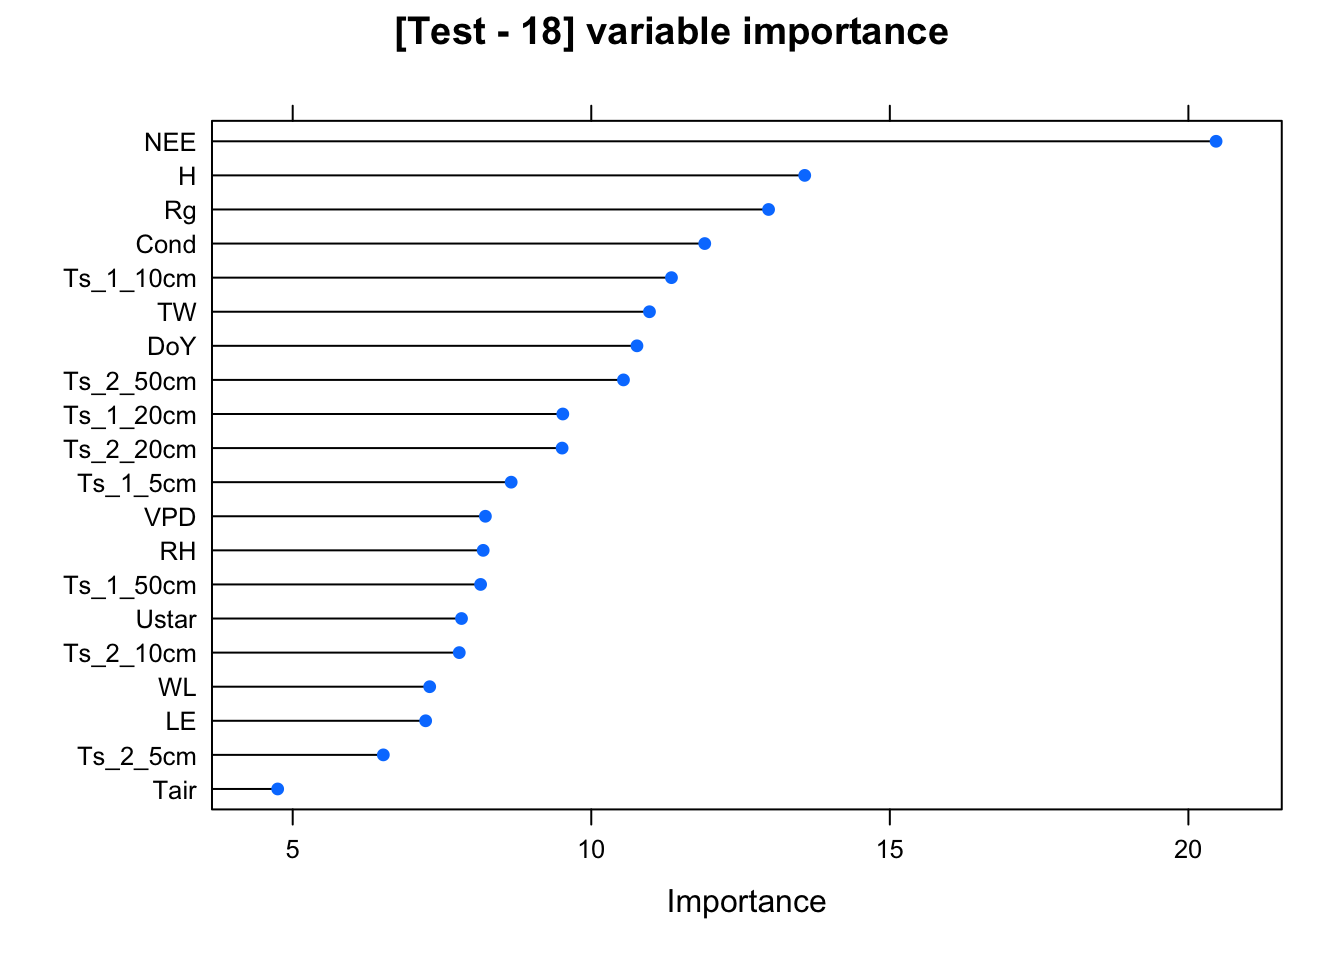 [Test - 18] variable importance
NEE
H
Rg
Cond
Ts_1_10cm
TW
DoY
Ts_2_50cm
Ts_1_20cm
Ts_2_20cm
Ts_1_5cm
VPD
RH
Ts_1_50cm
Ustar
Ts_2_10cm
WL
LE
Ts_2_5cm
Tair
5 10 15 20
Importance